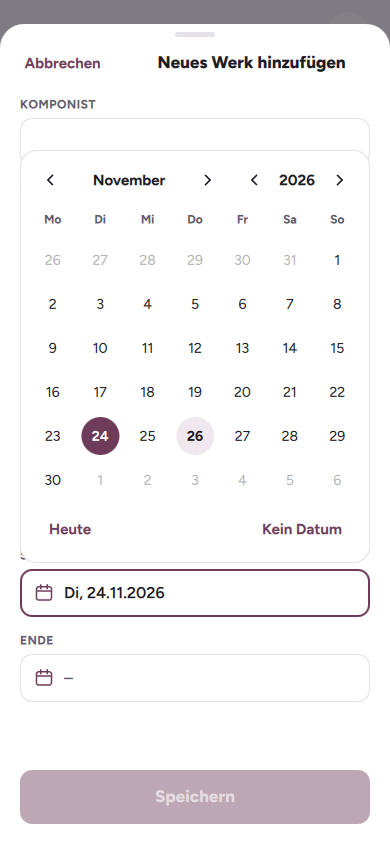 Abbrechen Neues Werk hinzufügen
KOMPONIST
November 2026
Mo Di Mi Do Fr Sa So
26 27 28 29 30 31 1
2 3 4 5 6 7 8
9 10 11 12 13 14 15
16 17 18 19 20 21 22
23 24 25 26 27 28 29
30 1 2 3 4 5 6
Heute Kein Datum
Di, 24.11.2026
ENDE
–
Speichern